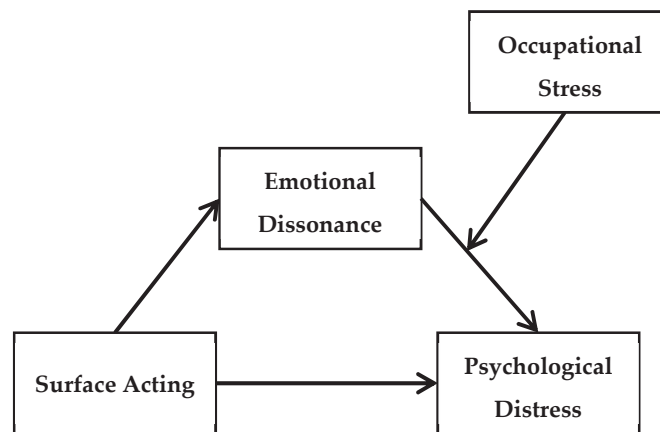 Occupational
Stress
Emotional
Dissonance
Surface Acting
Psychological
Distress